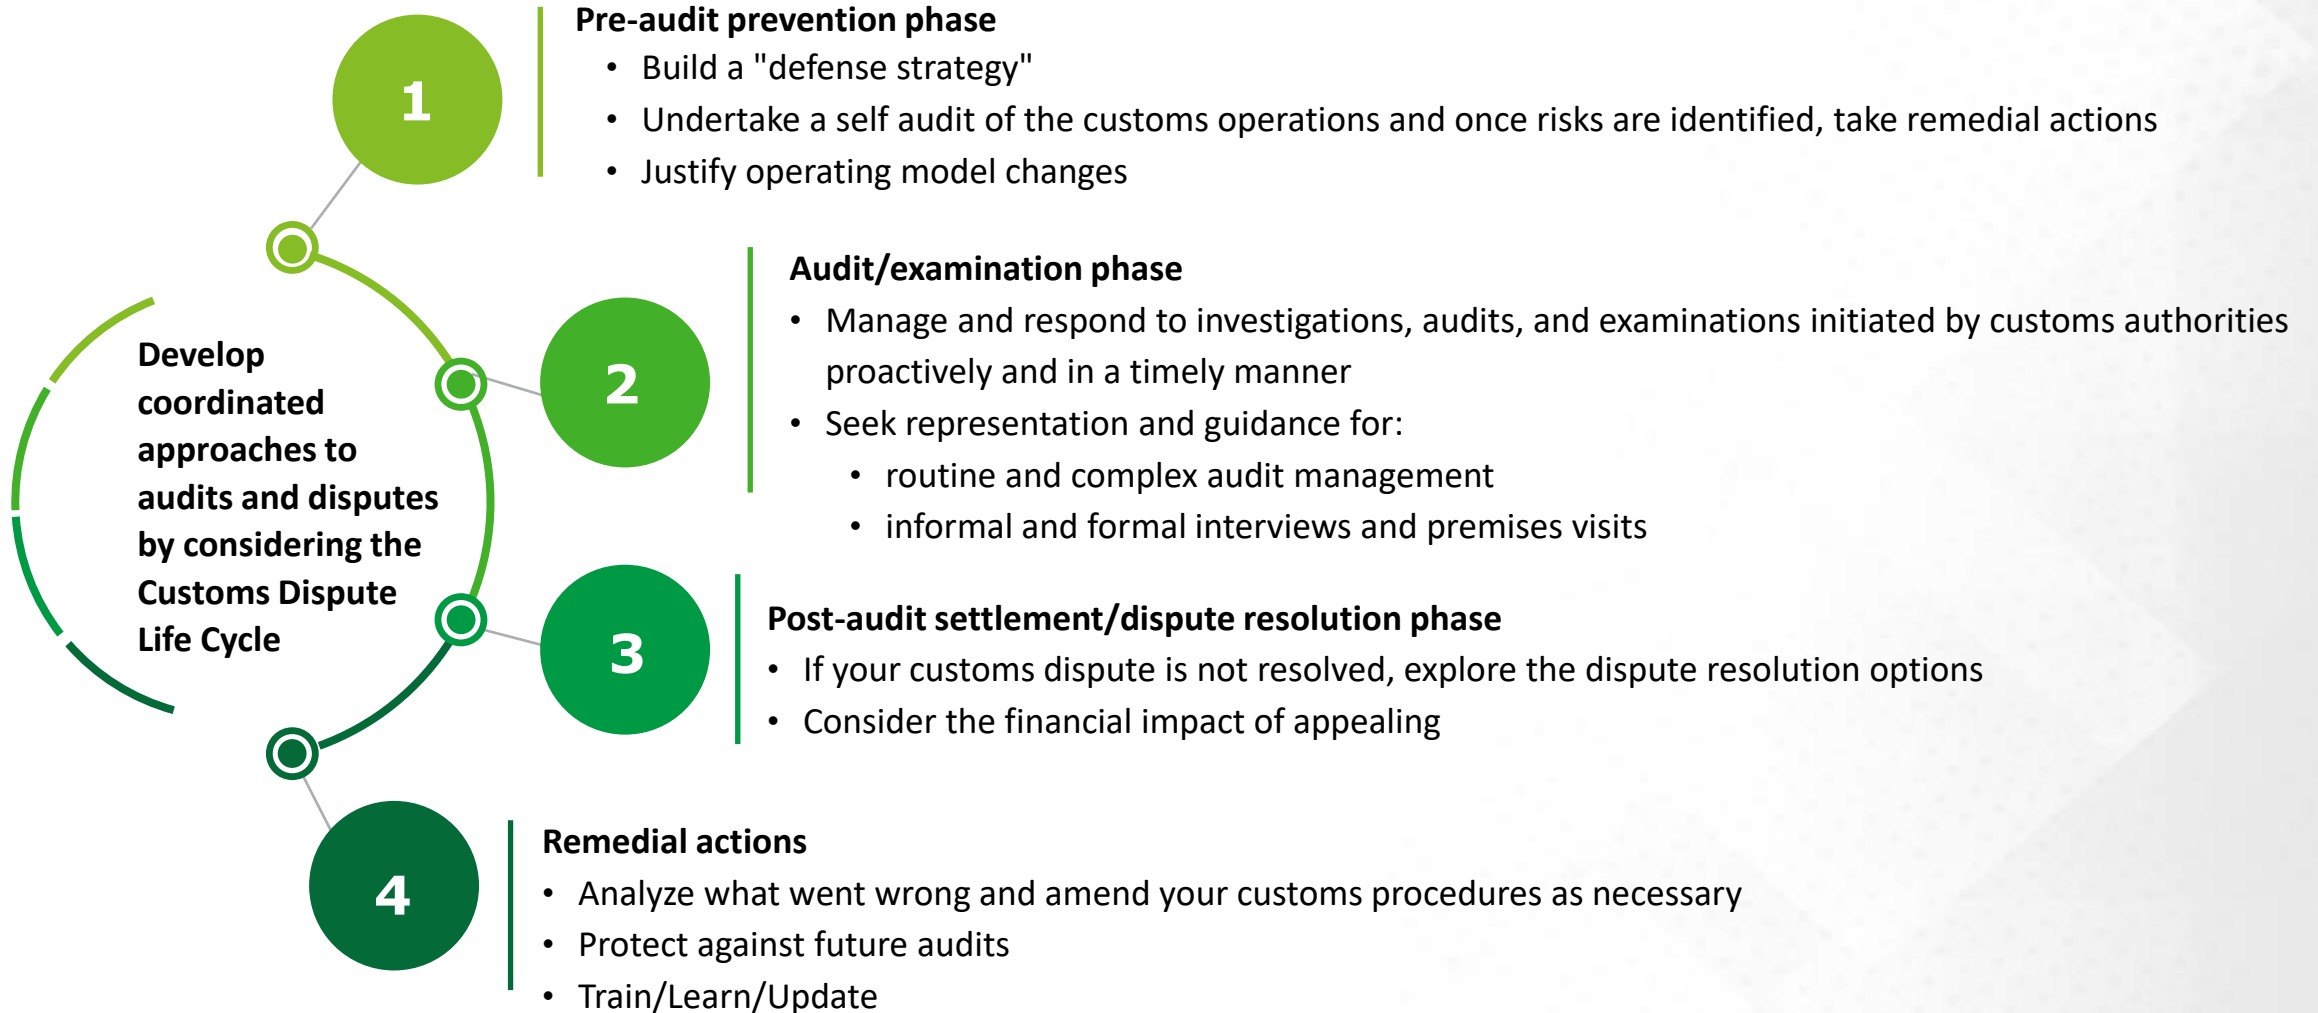 Develop
coordinated
approaches to
audits and disputes
by considering the
Customs Dispute
Life Cycle
1
Pre-audit prevention phase
• Build a "defense strategy"
• Undertake a self audit of the customs operations and once risks are identified, take remedial actions
• Justify operating model changes
2
Audit/examination phase
• Manage and respond to investigations, audits, and examinations initiated by customs authorities
proactively and in a timely manner
• Seek representation and guidance for:
• routine and complex audit management
• informal and formal interviews and premises visits
3
Post-audit settlement/dispute resolution phase
• If your customs dispute is not resolved, explore the dispute resolution options
• Consider the financial impact of appealing
4
Remedial actions
• Analyze what went wrong and amend your customs procedures as necessary
• Protect against future audits
• Train/Learn/Update